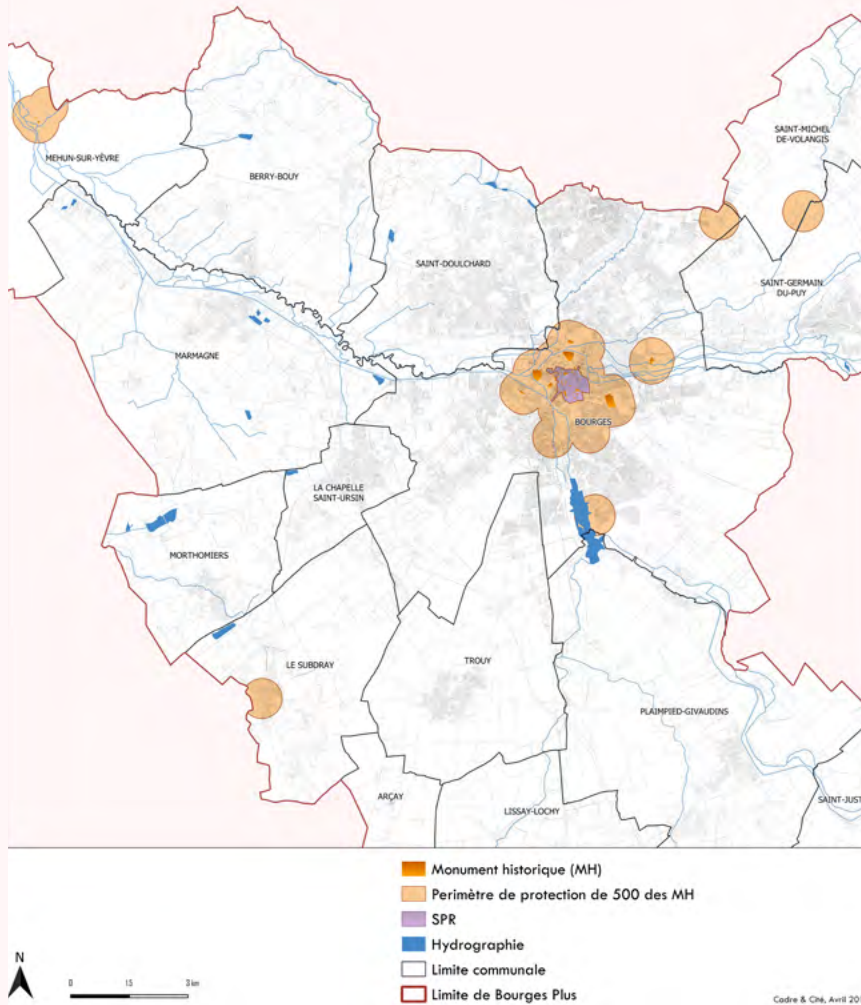 SAINT-MICHEL
DE-VOLANGIS
MEHUN-SUR-YÈVRE
BERRY-BOUY
SAINT-DOULCHARD
SAINT-GERMAIN
DU-PUY
MARMAGNE
BOURGES
LA CHAPELLE
SAINT-URSIN
MORTHOMIERS
LE SUBDRAY
TROUY
PLAIMPIED-GIVAUDINS
ARÇAY
LISSAY-LOCHY
SAINT-JUST
Monument historique (MH)
Perimètre de protection de 500 des MH
SPR
Hydrographie
Limite communale
Limite de Bourges Plus
N
0 15 3 km
Cadre & Cité, Avril 20